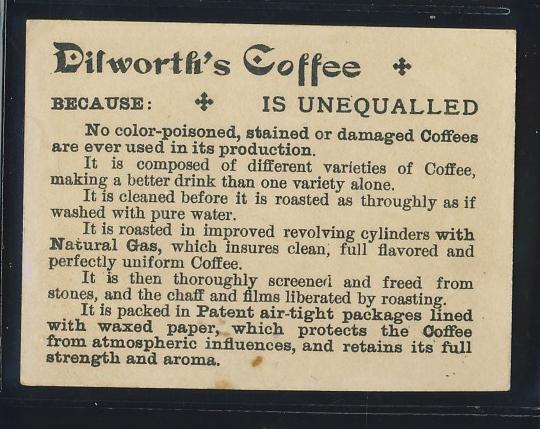 Dilworth's Coffee
BECAUSE: IS UNEQUALLED
No color-poisoned, stained or damaged Coffees
are ever used in its production.
It is composed of different varieties of Coffee,
making a better drink than one variety alone.
It is cleaned before it is roasted as throughly as if
washed with pure water.
It is roasted in improved revolving cylinders with
Natural Gas, which insures clean, full flavored and
perfectly uniform Coffee.
It is then thoroughly screened and freed from
stones, and the chaff and films liberated by roasting.
It is packed in Patent air-tight packages lined
with waxed paper, which protects the Coffee
from atmospheric influences, and retains its full
strength and aroma.